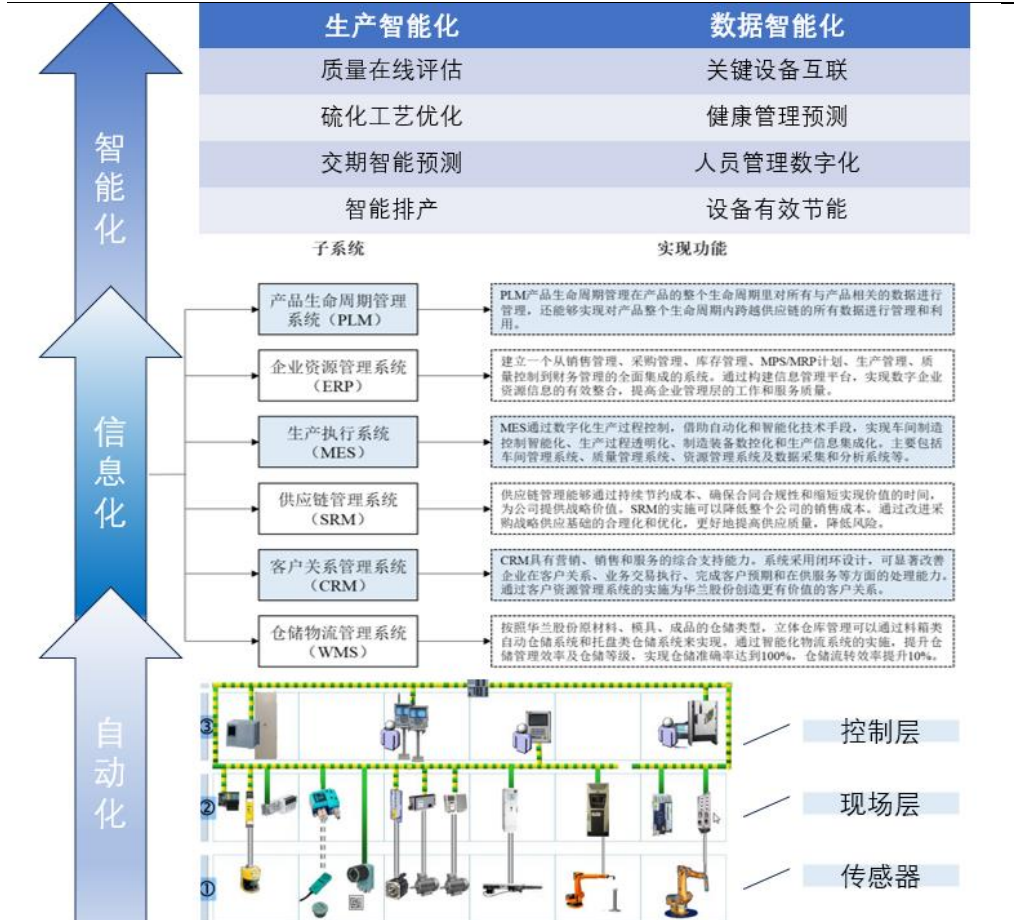 生产智能化 数据智能化
质量在线评估 关键设备互联
硫化工艺优化 健康管理预测
交期智能预测 人员管理数字化
智能排产 设备有效节能
智能化
子系统 实现功能
产品生命周期管理
系统（PLM）
PLM产品生命周期管理在产品的整个生命周期里对所有与产品相关的数据进行
管理，还能够实现对产品整个生命周期内跨越供应链的所有数据进行管理和利
用。
企业资源管理系统
（ERP）
建立一个从销售管理、采购管理、库存管理、MPS/MRP计划、生产管理、质
量控制到财务管理的全面集成的系统。通过构建信息管理平台，实现数字企业
资源信息的有效整合，提高企业管理层的工作和服务质量。
生产执行系统
（MES）
MES通过数字化生产过程控制，借助自动化和智能化技术手段，实现车间制造
控制智能化、生产过程透明化、制造装备数控化和生产信息集成化。主要包括
车间管理系统、质量管理系统、资源管理系统及数据采集和分析系统等。
信息化
供应链管理系统
（SRM）
供应链管理能够通过持续节约成本、确保合同合规性和缩短实现价值的时间，
为公司提供战略价值。SRM的实施可以降低整个公司的销售成本。通过改进采
购战略供应基础的合理化和优化，更好地提高供应质量，降低风险。
客户关系管理系统
（CRM）
CRM具有营销、销售和服务的综合支持能力。系统采用闭环设计，可显著改善
企业在客户关系、业务交易执行、完成客户预期和在供服务等方面的处理能力。
通过客户资源管理系统的实施为华兰股份创造更有价值的客户关系。
仓储物流管理系统
（WMS）
按照华兰股份原材料、模具、成品的仓储类型，立体仓库管理可以通过料箱类
自动仓储系统和托盘类仓储系统来实现。通过智能化物流系统的实施，提升仓
储管理效率及仓储等级，实现仓储准确率达到100%，仓储流转效率提升10%。
自动化
③ 控制层
② 现场层
① 传感器